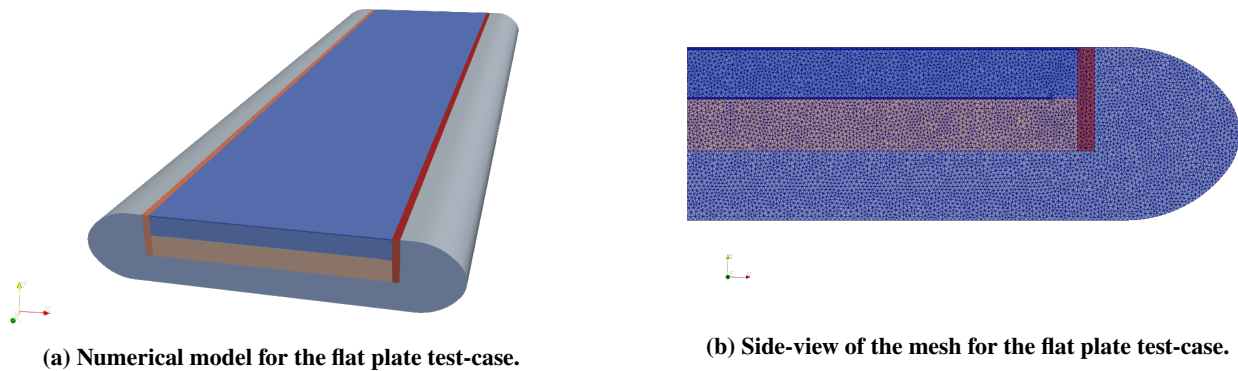 (a) Numerical model for the flat plate test-case.
(b) Side-view of the mesh for the flat plate test-case.